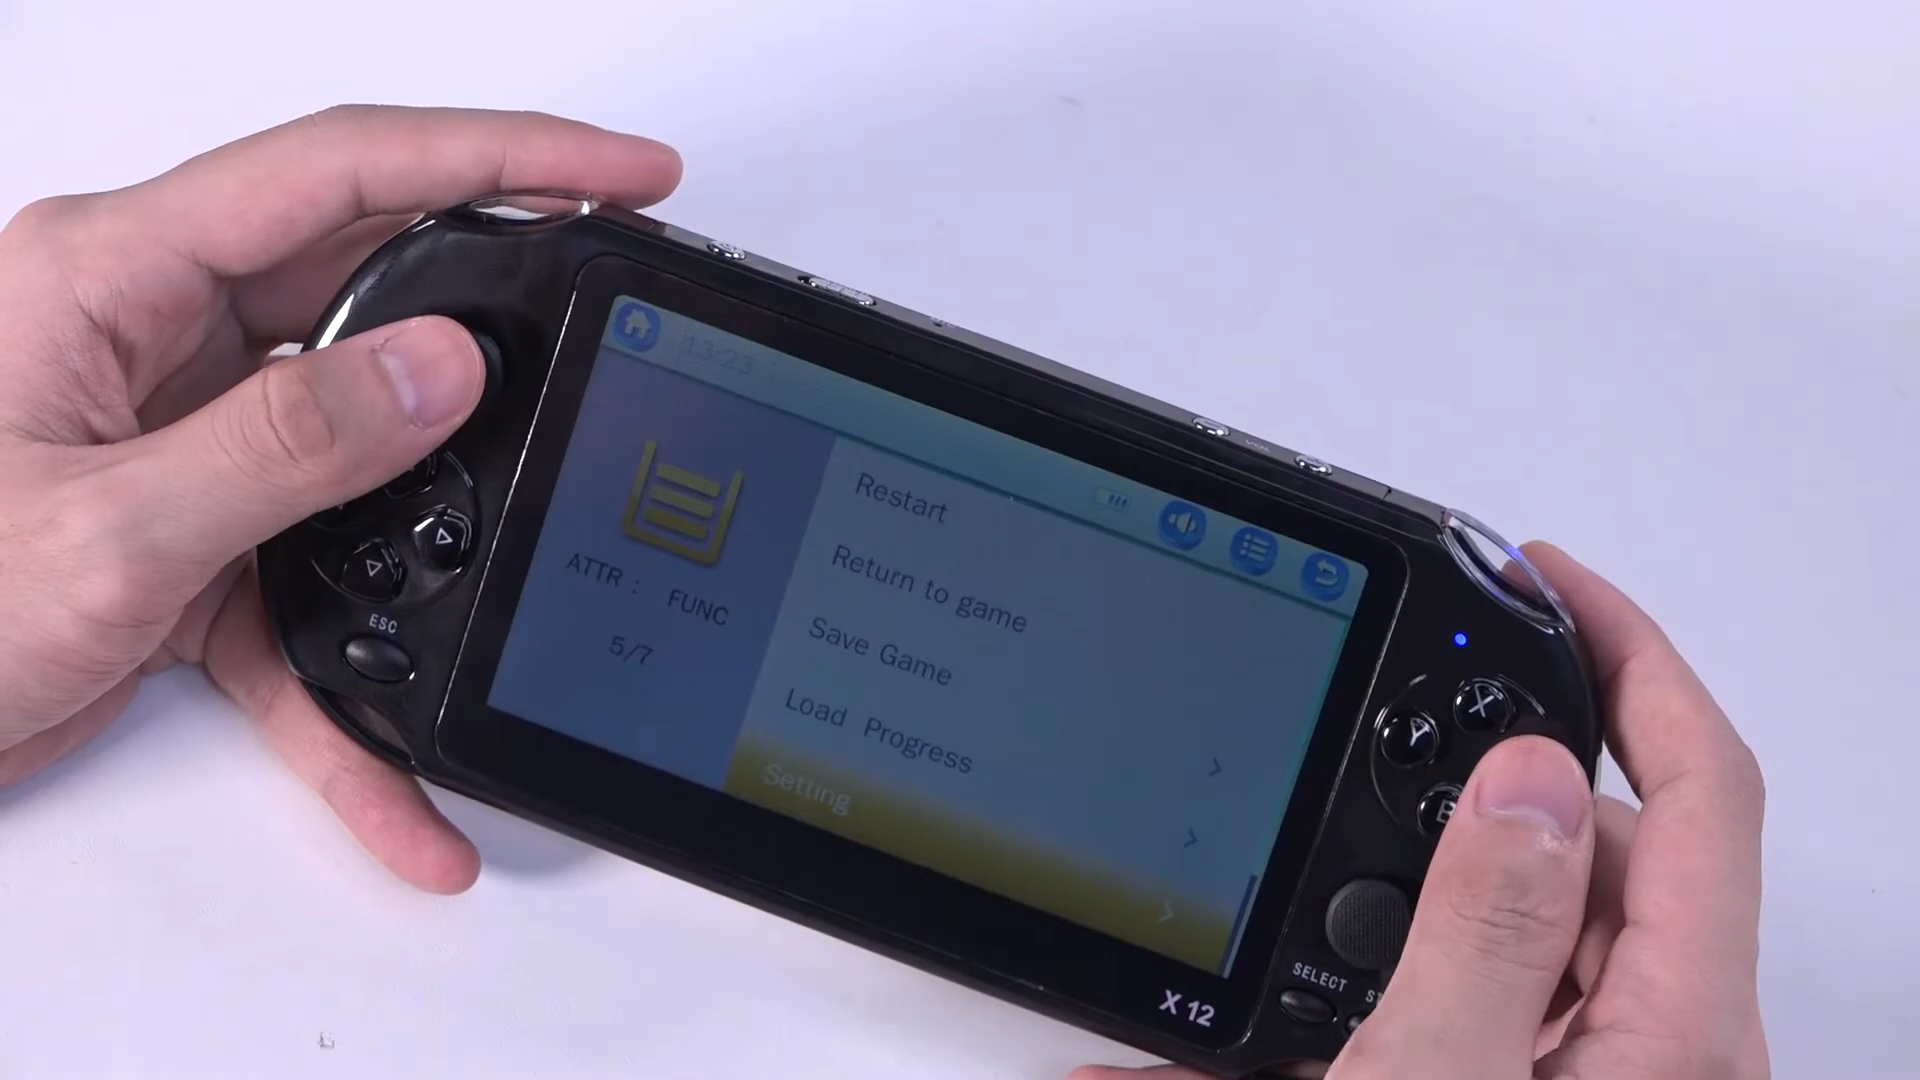 13:23
ATTR : FUNC
5/7
Restart
Return to game
Save Game
Load Progress
Setting
ESC
X
Y
B
SELECT
X 12